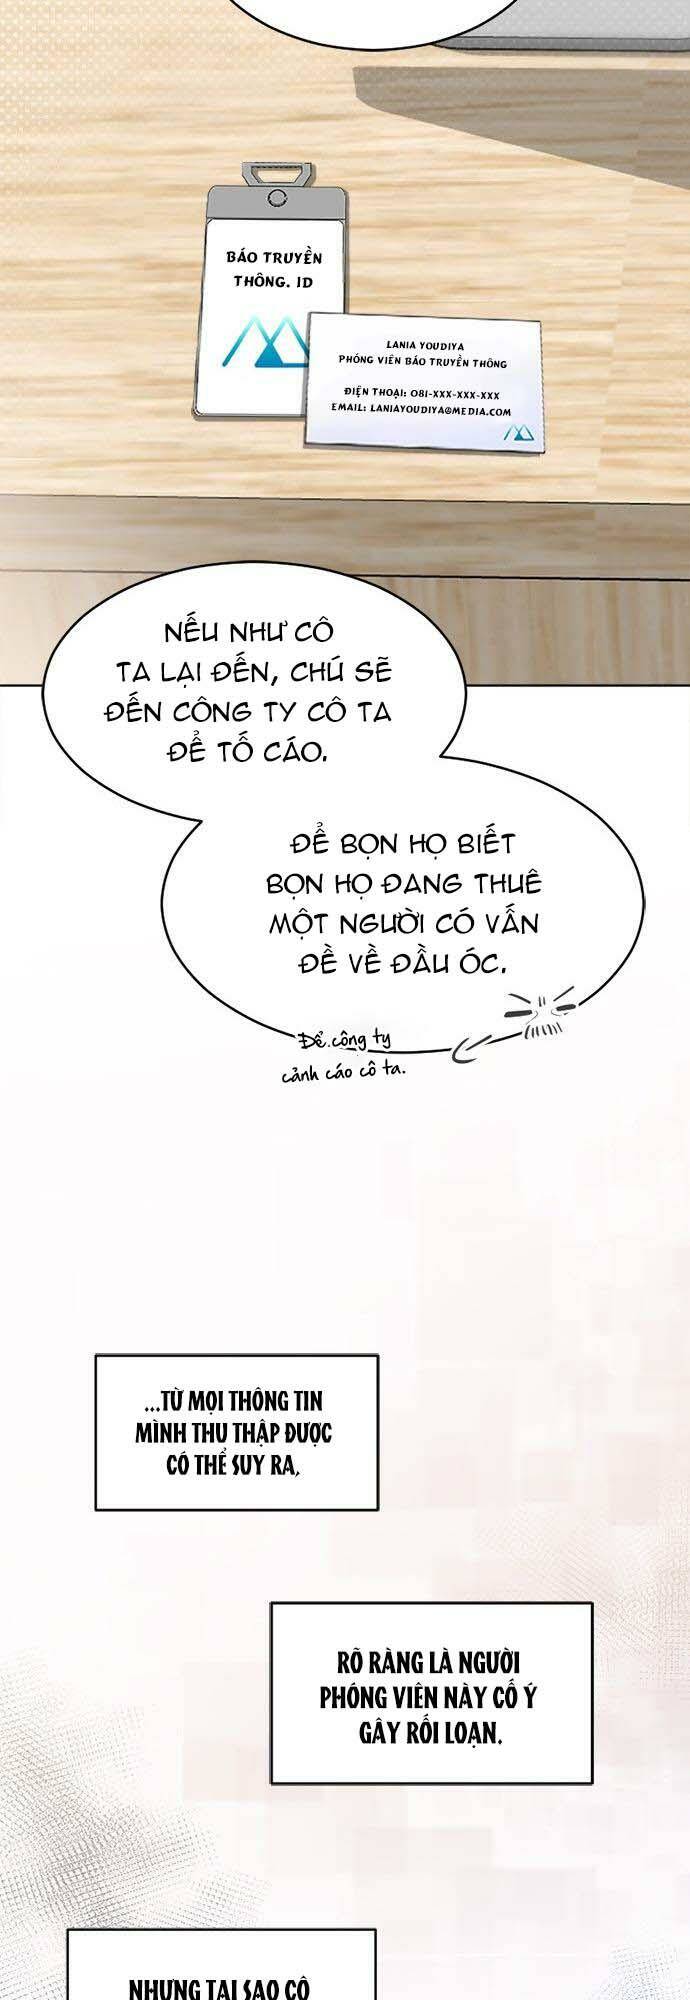 BÁO TRUYỀN
THÔNG. ID
LANIA YOUDIYA
PHÓNG VIÊN BÁO TRUYỀN THÔNG
ĐIỆN THOẠI: 081-XXX-XXX-XXX
EMAIL: LANIAYOUDIYA@MEDIA.COM
NẾU NHƯ CÔ
TA LẠI ĐẾN, CHÚ SẼ
ĐẾN CÔNG TY CÔ TA
ĐỂ TỐ CÁO.
ĐỂ BỌN HỌ BIẾT
BỌN HỌ ĐANG THUÊ
MỘT NGƯỜI CÓ VẤN
ĐỀ VỀ ĐẦU ÓC.
Để công ty
cảnh cáo cô ta.
...TỪ MỌI THÔNG TIN
MÌNH THU THẬP ĐƯỢC
CÓ THỂ SUY RA,
RÕ RÀNG LÀ NGƯỜI
PHÓNG VIÊN NÀY CỐ Ý
GÂY RỐI LOẠN.
NHƯNG TẠI SAO CÔ